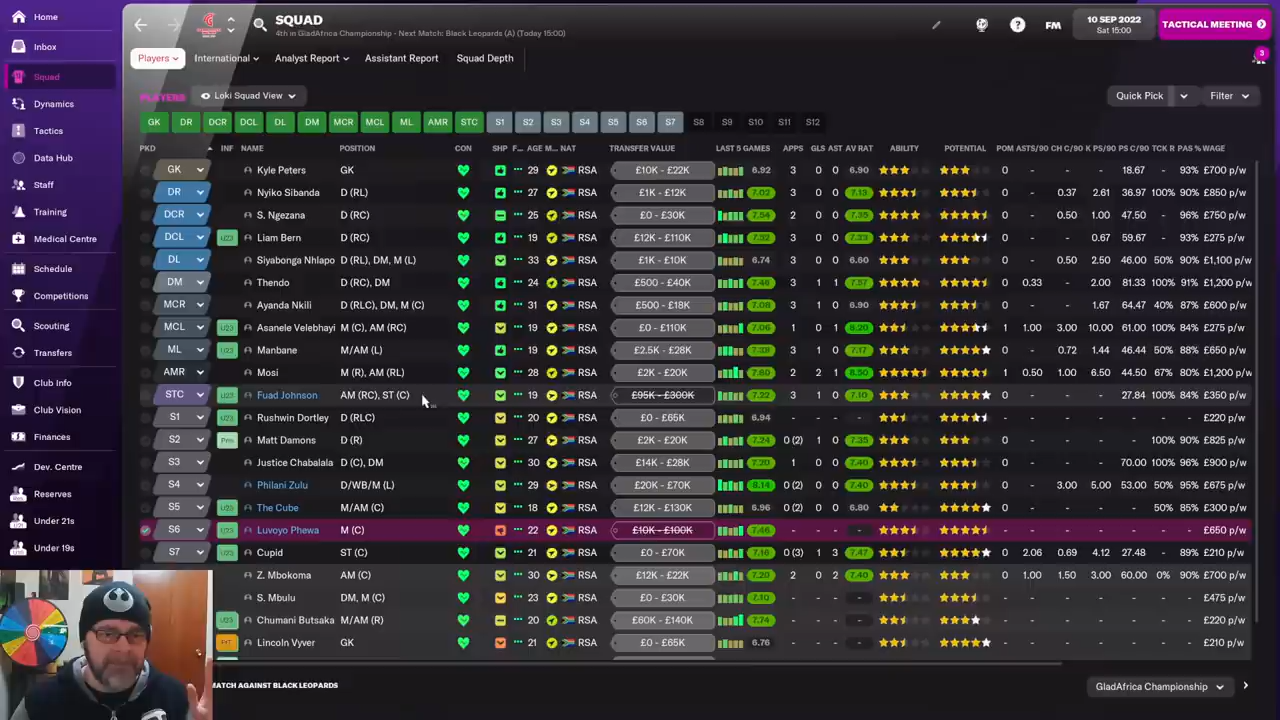 Home
Inbox
Squad
Dynamics
Tactics
Data Hub
Staff
Training
Medical Centre
Schedule
Competitions
Scouting
Transfers
Club Info
Club Vision
Finances
Dev. Centre
Reserves
Under 21s
Under 19s
SQUAD
4th in GladAfrica Championship - Next Match: Black Leopards (A) (Today 15:00)
FM
10 SEP 2022
Sat 15:00
TACTICAL MEETING
3
Players International Analyst Report Assistant Report Squad Depth
PLAYERS Loki Squad View Quick Pick Filter
GK DR DCR DCL DL DM MCR MCL ML AMR STC S1 S2 S3 S4 S5 S6 S7 S8 S9 S10 S11 S12
PKD INF NAME POSITION CON SHP F... AGE M... NAT TRANSFER VALUE LAST 5 GAMES APPS GLS AST AV RAT ABILITY POTENTIAL POM ASTS/90 CH C/90 K PS/90 PS C/90 TCK R PAS % WAGE
GK Kyle Peters GK 29 RSA £10K - £22K 6.92 3 0 0 6.90 0 - - - 18.67 - 93% £700 p/w
DR Nyiko Sibanda D (RL) 27 RSA £1K - £12K 7.02 3 0 0 7.13 0 - 0.37 2.61 36.97 100% 90% £850 p/w
DCR S. Ngezana D (RC) 25 RSA £0 - £30K 7.54 2 0 0 7.35 0 - 0.50 1.00 47.50 - 96% £750 p/w
DCL U23 Liam Bern D (RC) 19 RSA £12K - £110K 7.32 3 0 0 7.33 0 - - 0.67 59.67 - 93% £275 p/w
DL Siyabonga Nhlapo D (RL), DM, M (L) 33 RSA £1K - £10K 6.74 3 0 0 6.60 0 - 0.50 2.50 46.00 50% 80% £1,100 p/w
DM Thendo D (RC), DM 24 RSA £500 - £40K 7.46 3 1 1 7.57 0 0.33 - 2.00 81.33 100% 91% £1,200 p/w
MCR Ayanda Nkili D (RLC), DM, M (C) 31 RSA £500 - £18K 7.08 3 1 0 6.90 0 - - 1.67 64.47 40% 87% £600 p/w
MCL U23 Asanele Velebhayi M (C), AM (RC) 19 RSA £0 - £110K 7.06 1 0 1 8.20 1 1.00 3.00 10.00 61.00 100% 84% £275 p/w
ML Manbane M/AM (L) 19 RSA £2.5K - £28K 3 1 0 7.17 0 - 0.72 1.44 46.44 50% 88% £650 p/w
AMR Mosi M (R), AM (RL) 28 RSA £2K - £20K 7.80 2 2 1 8.50 1 0.50 4.50 10.50 44.50 67% 80% £1,200 p/w
STC U23 Fuad Johnson AM (RC), ST (C) 19 RSA £95K - £300K 7.22 3 1 0 7.10 0 - - - 27.84 100% 84% £350 p/w
S1 U23 Rushwin Dortley D (RLC) 20 RSA £0 - £65K 6.94 - - - - - - - - - - - £220 p/w
S2 Matt Damons D (R) 27 RSA £2K - £20K 7.24 0 (2) 1 0 7.35 0 - - - - 100% 100% £825 p/w
S3 Justice Chabalala D (C), DM 30 RSA £14K - £28K 7.20 1 0 0 7.40 0 - - - 70.00 100% 96% £900 p/w
S4 Philani Zulu D/WB/M (L) 29 RSA £20K - £70K 8.14 0 (2) 0 0 7.40 0 - 3.00 5.00 53.00 50% 95% £675 p/w
S5 U23 The Cube M/AM (C) 18 RSA £12K - £130K 6.96 0 (2) 0 0 6.80 0 - - - - 50% 85% £300 p/w
S6 U23 Luvoyo Phewa M (C) 22 RSA £10K - £100K 7.46 - - - - - - - - - - - £650 p/w
S7 U23 Cupid ST (C) 21 RSA £0 - £70K 7.16 0 (3) 1 3 7.47 0 2.06 0.69 4.12 27.48 - 89% £210 p/w
Z. Mbokoma AM (C) 30 RSA £12K - £22K 7.20 2 0 2 7.40 0 1.00 1.50 3.00 60.00 0% 90% £700 p/w
S. Mbulu DM, M (C) 23 RSA £0 - £30K 7.10 - - - - - - - - - - - £475 p/w
U23 Chumani Butsaka M/AM (R) 20 RSA £60K - £140K 7.74 - - - - - - - - - - - £210 p/w
Lincoln Vyver GK 21 RSA £0 - £65K 6.76 - - - - - - - - - - - £210 p/w
MATCH AGAINST BLACK LEOPARDS
GladAfrica Championship